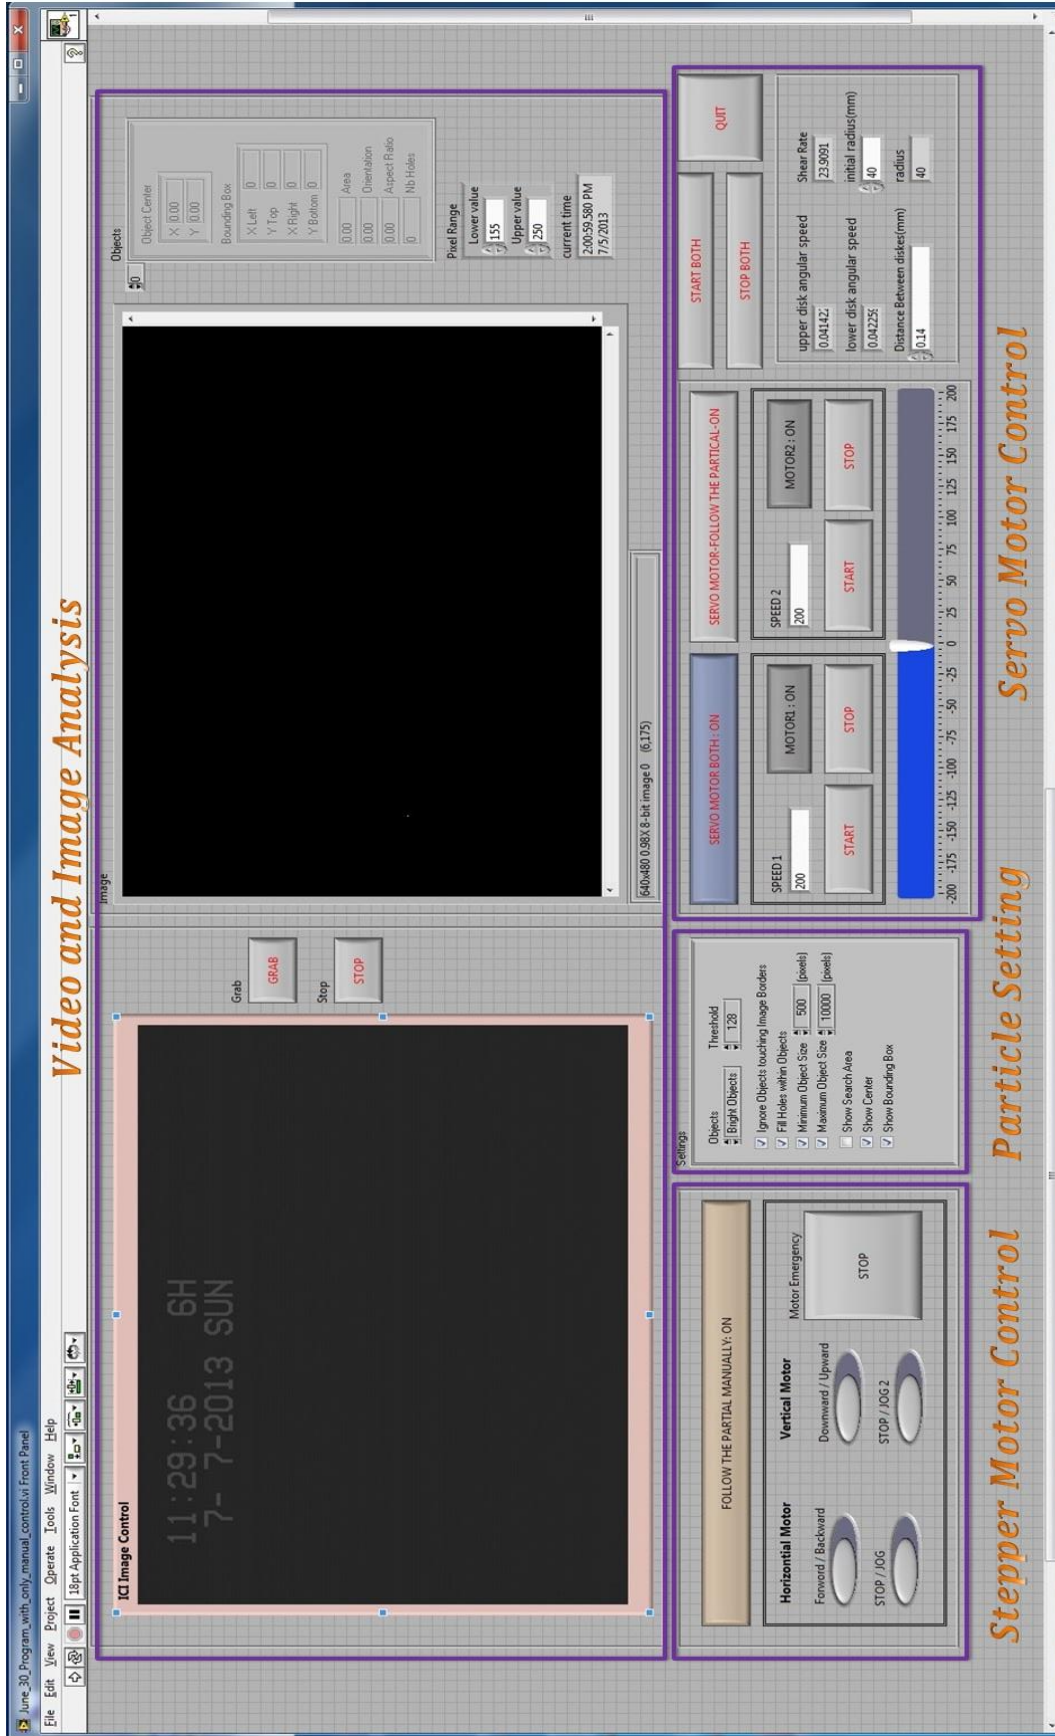 June_30_Program_with_only_manual_control.vi Front Panel
File Edit View Project Operate Tools Window Help
18pt Application Font
Video and Image Analysis
ICI Image Control
11:29:36 6H
7- 7-2013 SUN
Grab
GRAB
Stop
STOP
Image
640x480 0.98X 8-bit image 0 (6,175)
Objects
0
Object Center
X 0.00
Y 0.00
Bounding Box
X Left 0
Y Top 0
X Right 0
Y Bottom 0
0.00 Area
0.00 Orientation
0.00 Aspect Ratio
0 Nb Holes
Pixel Range
Lower value
155
Upper value
250
current time
2:00:59.580 PM
7/5/2013
FOLLOW THE PARTIAL MANUALLY: ON
Horizontial Motor
Forword / Backward
STOP / JOG
Vertical Motor
Downward / Upward
STOP / JOG 2
Motor Emergency
STOP
Settings
Objects Threshold
Bright Objects 128
Ignore Objects touching Image Borders
Fill Holes within Objects
Minimum Object Size 500 (pixels)
Maximum Object Size 10000 (pixels)
Show Search Area
Show Center
Show Bounding Box
SERVO MOTOR BOTH : ON
SERVO MOTOR-FOLLOW THE PARTICAL-ON
SPEED 1
200
MOTOR1 : ON
START
STOP
SPEED 2
200
MOTOR2 : ON
START
STOP
-200 -175 -150 -125 -100 -75 -50 -25 0 25 50 75 100 125 150 175 200
START BOTH
STOP BOTH
QUIT
upper disk angular speed
0.04142
lower disk angular speed
0.04225
Distance Between diskes(mm)
0.14
Shear Rate
23.9091
initial radius(mm)
40
radius
40
Stepper Motor Control
Particle Setting
Servo Motor Control